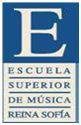 E
ESCUELA
SUPERIOR
DE MÚSICA
REINA SOFÍA